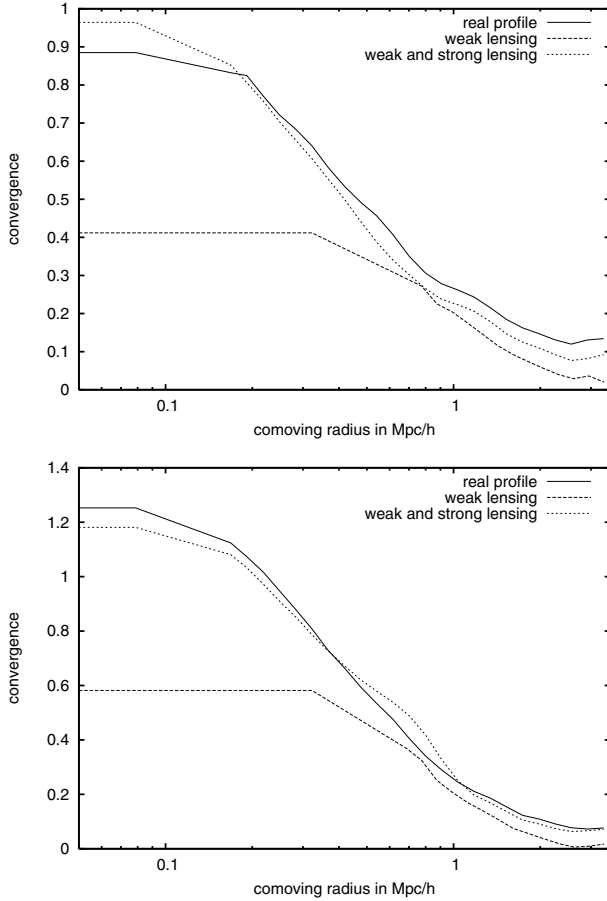 1
0.9
0.8
0.7
0.6
0.5
0.4
0.3
0.2
0.1
0
convergence
real profile
weak lensing
weak and strong lensing
0.1
1
comoving radius in Mpc/h
1.4
1.2
1
0.8
0.6
0.4
0.2
0
convergence
real profile
weak lensing
weak and strong lensing
0.1
1
comoving radius in Mpc/h